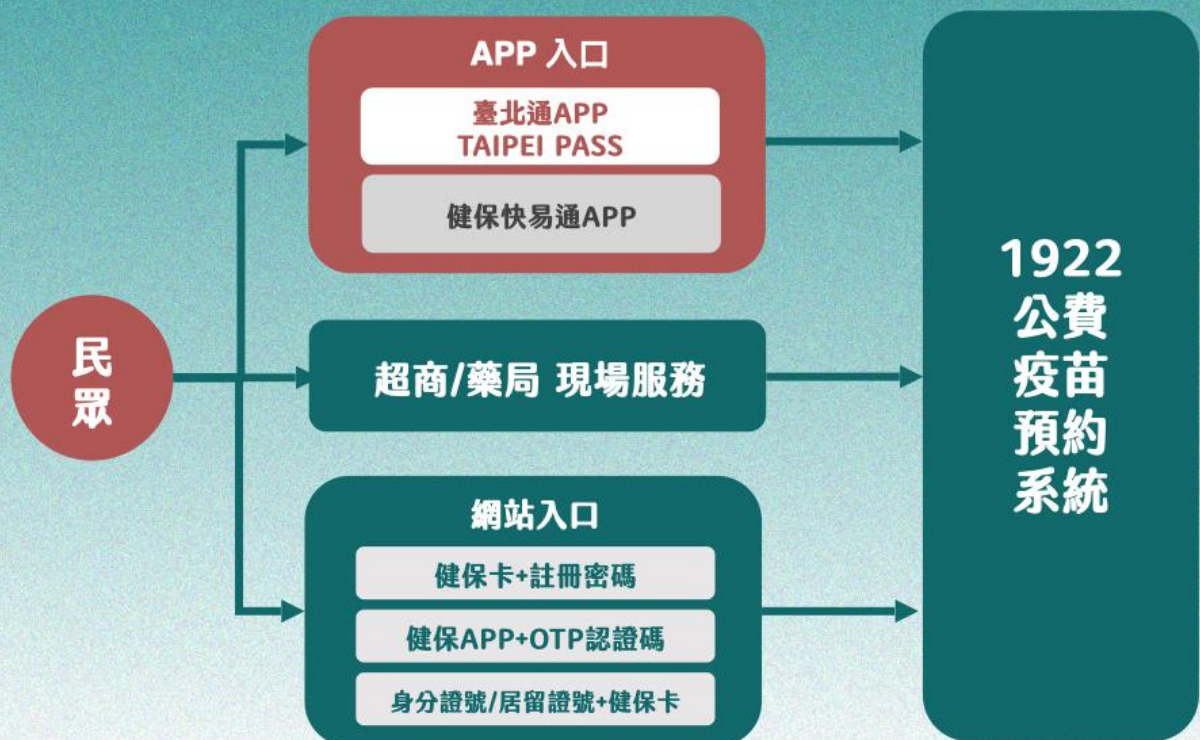 民
眾
APP 入口
臺北通APP
TAIPEI PASS
健保快易通APP
超商/藥局 現場服務
網站入口
健保卡+註冊密碼
健保APP+OTP認證碼
身分證號/居留證號+健保卡
1922
公費
疫苗
預約
系統